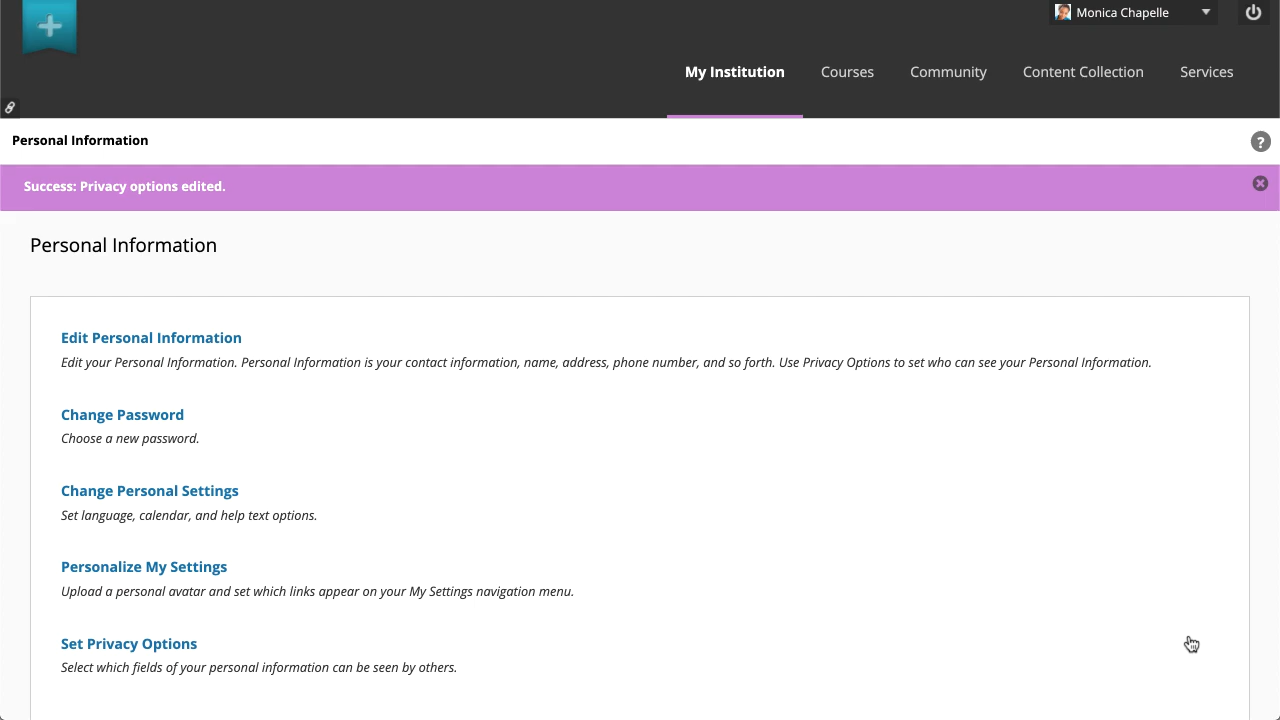 Monica Chapelle
My Institution Courses Community Content Collection Services
Personal Information
?
Success: Privacy options edited.
Personal Information
Edit Personal Information
Edit your Personal Information. Personal Information is your contact information, name, address, phone number, and so forth. Use Privacy Options to set who can see your Personal Information.
Change Password
Choose a new password.
Change Personal Settings
Set language, calendar, and help text options.
Personalize My Settings
Upload a personal avatar and set which links appear on your My Settings navigation menu.
Set Privacy Options
Select which fields of your personal information can be seen by others.